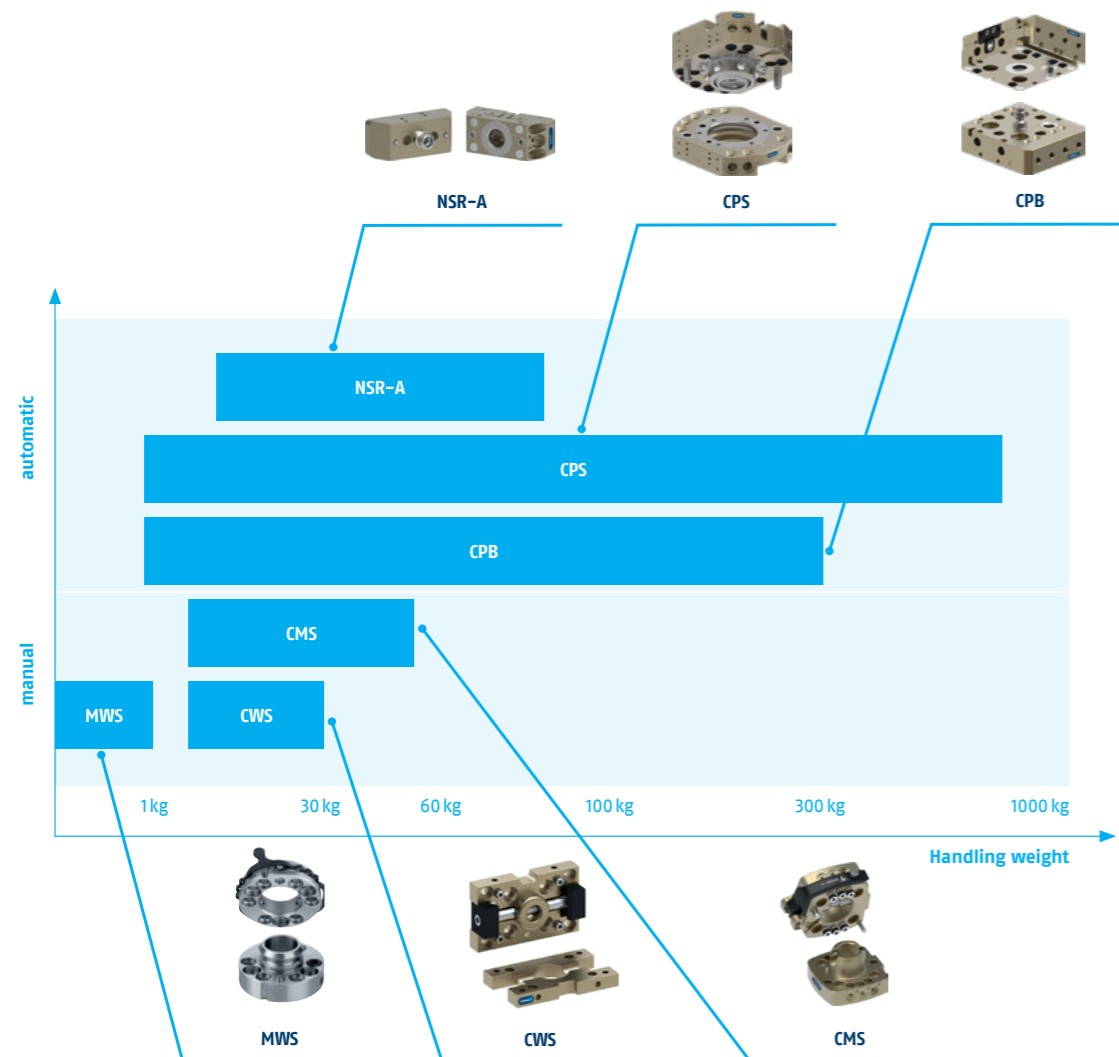 NSR-A
CPS
CPB
automatic
NSR-A
CPS
CPB
manual
CMS
MWS
CWS
1 kg
30 kg
60 kg
100 kg
300 kg
1000 kg
Handling weight
MWS
CWS
CMS